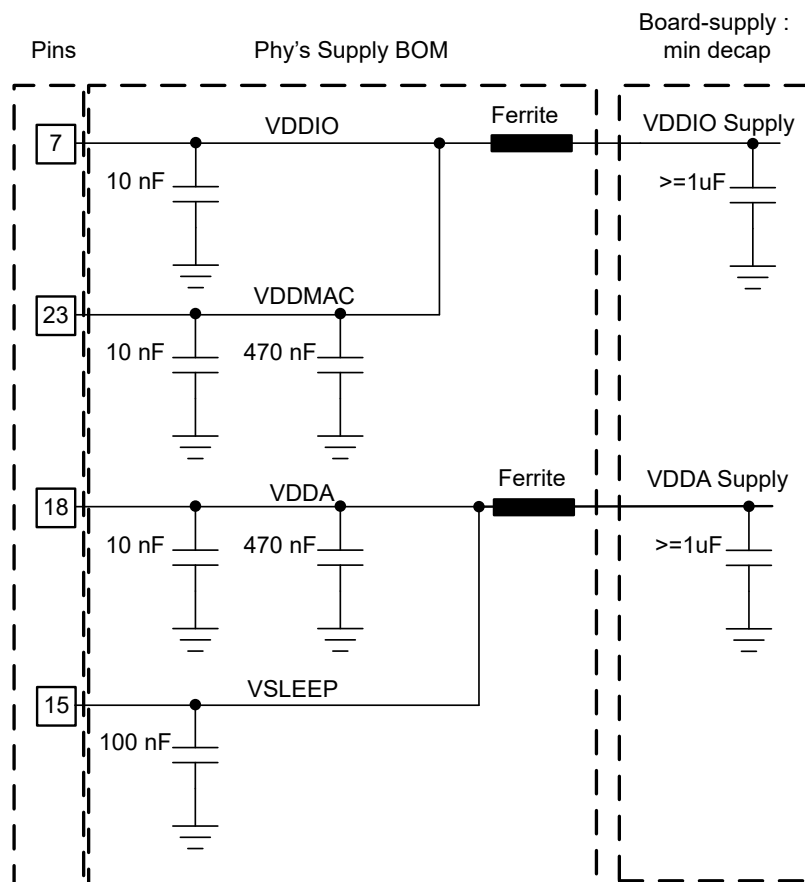 Pins
Phy's Supply BOM
Board-supply :
min decap
7
VDDIO
Ferrite
VDDIO Supply
10 nF
>=1uF
23
VDDMAC
10 nF
470 nF
18
VDDA
Ferrite
VDDA Supply
10 nF
470 nF
>=1uF
15
VSLEEP
100 nF